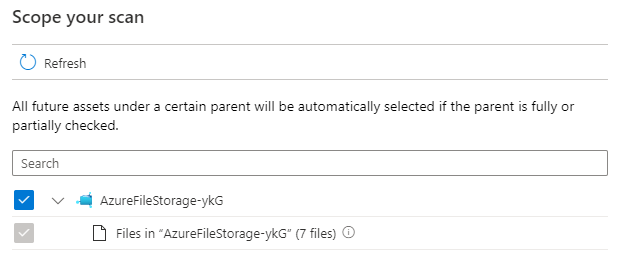 Scope your scan
Refresh
All future assets under a certain parent will be automatically selected if the parent is fully or
partially checked.
Search
AzureFileStorage-ykG
Files in “AzureFileStorage-ykG” (7 files)